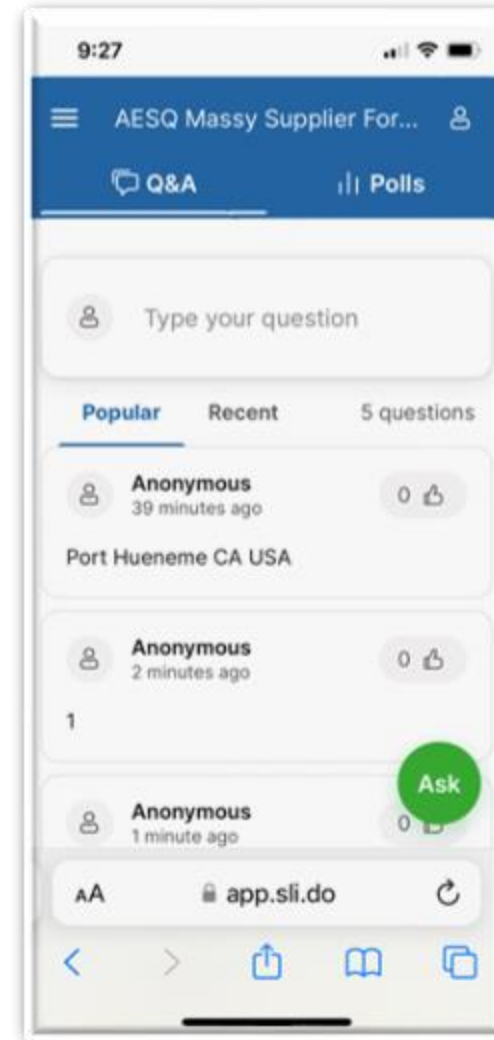 9:27
AESQ Massy Supplier For...
Q&A Polls
Type your question
Popular Recent 5 questions
Anonymous 0
39 minutes ago
Port Hueneme CA USA
Anonymous 0
2 minutes ago
1
Ask
Anonymous 0
1 minute ago
AA app.sli.do